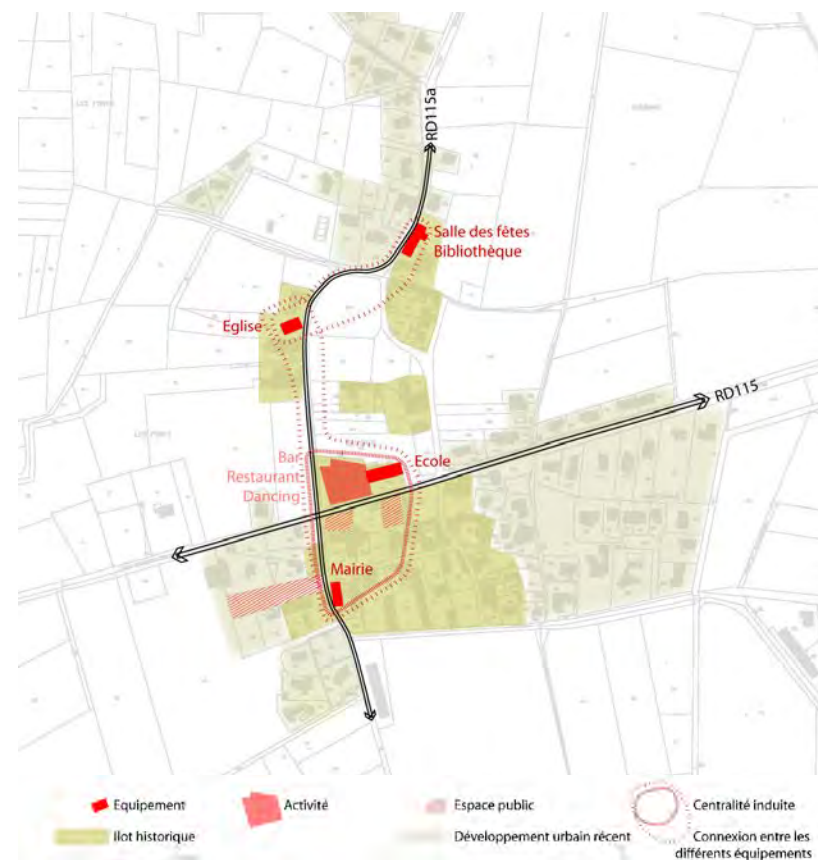 RD115a
Salle des fêtes
Bibliothèque
Eglise
RD115
Bar
Restaurant
Dancing
Ecole
Mairie
Equipement
Activité
Espace public
Centralité induite
Ilot historique
Développement urbain récent
Connexion entre les
différents équipements